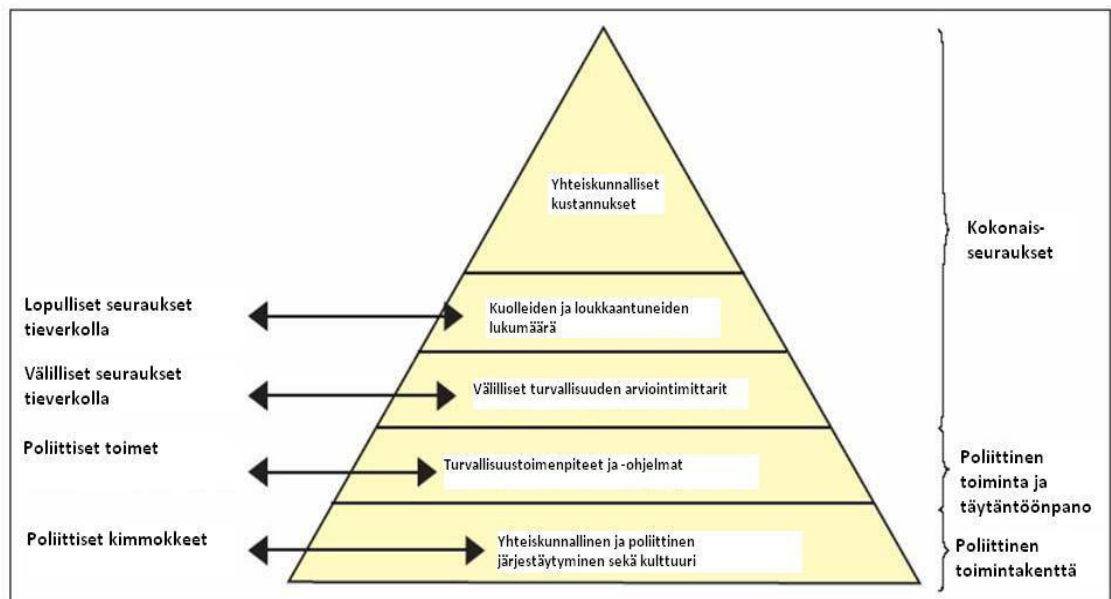 Yhteiskunnalliset
kustannukset
Kokonais-
seuraukset
Lopulliset seuraukset
tieverkolla
Kuolleiden ja loukkaantuneiden
lukumäärä
Välilliset seuraukset
tieverkolla
Välilliset turvallisuuden arviointimittarit
Poliittiset toimet
Turvallisuustoimenpiteet ja -ohjelmat
Poliittinen
toiminta ja
täytäntöönpano
Poliittiset kimmokkeet
Yhteiskunnallinen ja poliittinen
järjestäytyminen sekä kulttuuri
Poliittinen
toimintakenttä